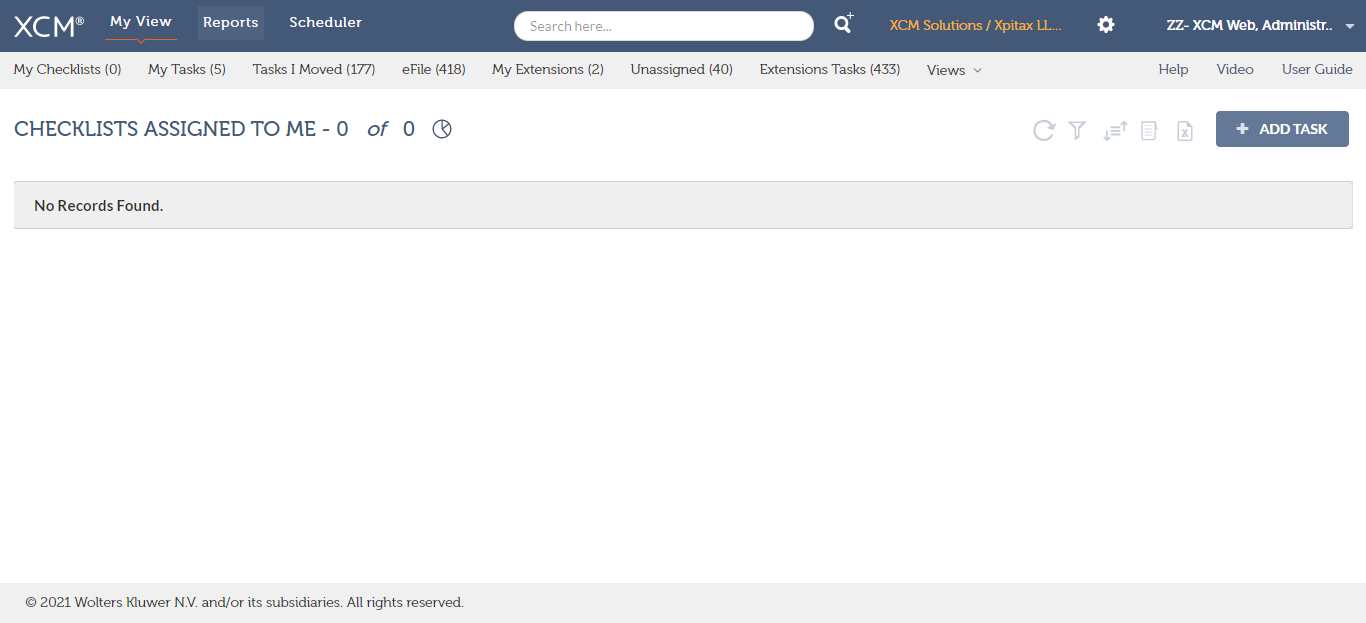 XCM® My View Reports Scheduler Search here... XCM Solutions / Xpitax LL... ZZ- XCM Web, Administr..
My Checklists (0) My Tasks (5) Tasks I Moved (177) eFile (418) My Extensions (2) Unassigned (40) Extensions Tasks (433) Views Help Video User Guide
CHECKLISTS ASSIGNED TO ME - 0 of 0 + ADD TASK
No Records Found.
© 2021 Wolters Kluwer N.V. and/or its subsidiaries. All rights reserved.